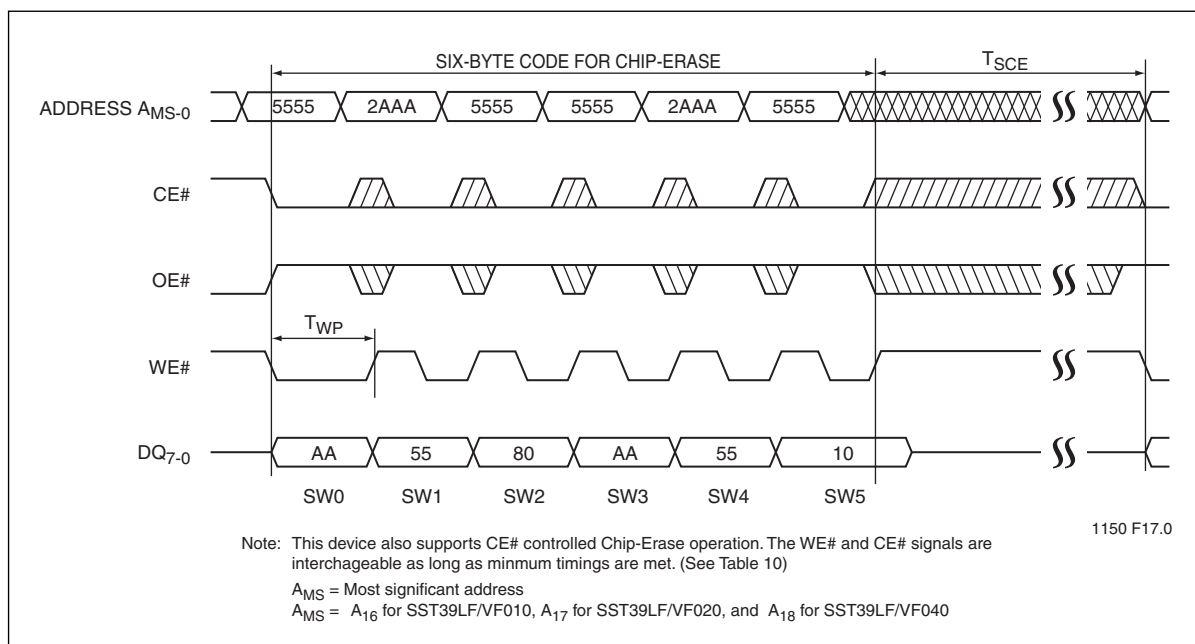 SIX-BYTE CODE FOR CHIP-ERASE TSCE
ADDRESS AMS-0 5555 2AAA 5555 5555 2AAA 5555
CE#
OE#
TWP
WE#
DQ7-0 AA 55 80 AA 55 10
SW0 SW1 SW2 SW3 SW4 SW5
1150 F17.0
Note: This device also supports CE# controlled Chip-Erase operation. The WE# and CE# signals are
interchageable as long as minmum timings are met. (See Table 10)
AMS = Most significant address
AMS = A16 for SST39LF/VF010, A17 for SST39LF/VF020, and A18 for SST39LF/VF040